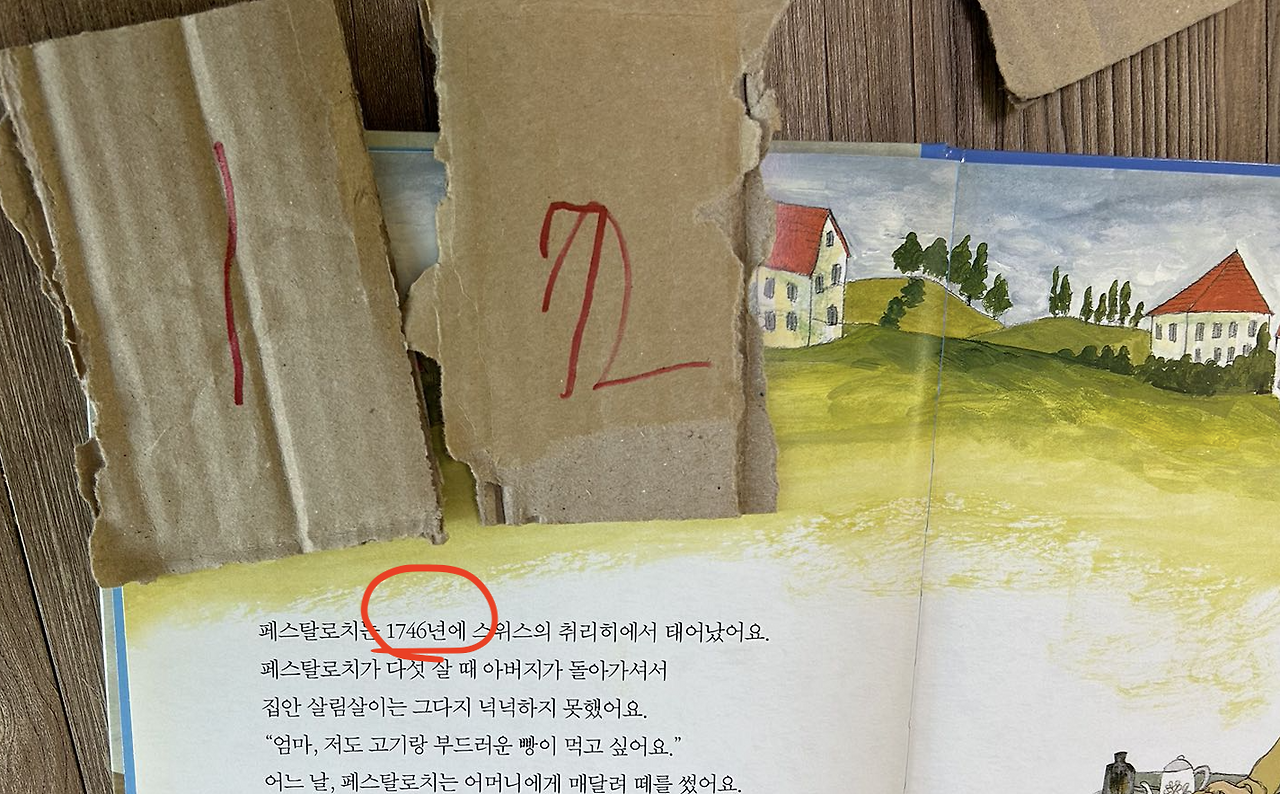 1
72
페스탈로치는 1746년에 스위스의 취리히에서 태어났어요.
페스탈로치가 다섯 살 때 아버지가 돌아가셔서
집안 살림살이는 그다지 넉넉하지 못했어요.
“엄마, 저도 고기랑 부드러운 빵이 먹고 싶어요.”
어느 날, 페스탈로치는 어머니에게 매달려 떼를 썼어요.